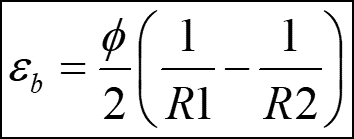 ε_b = ϕ/2 (1/R1 − 1/R2)